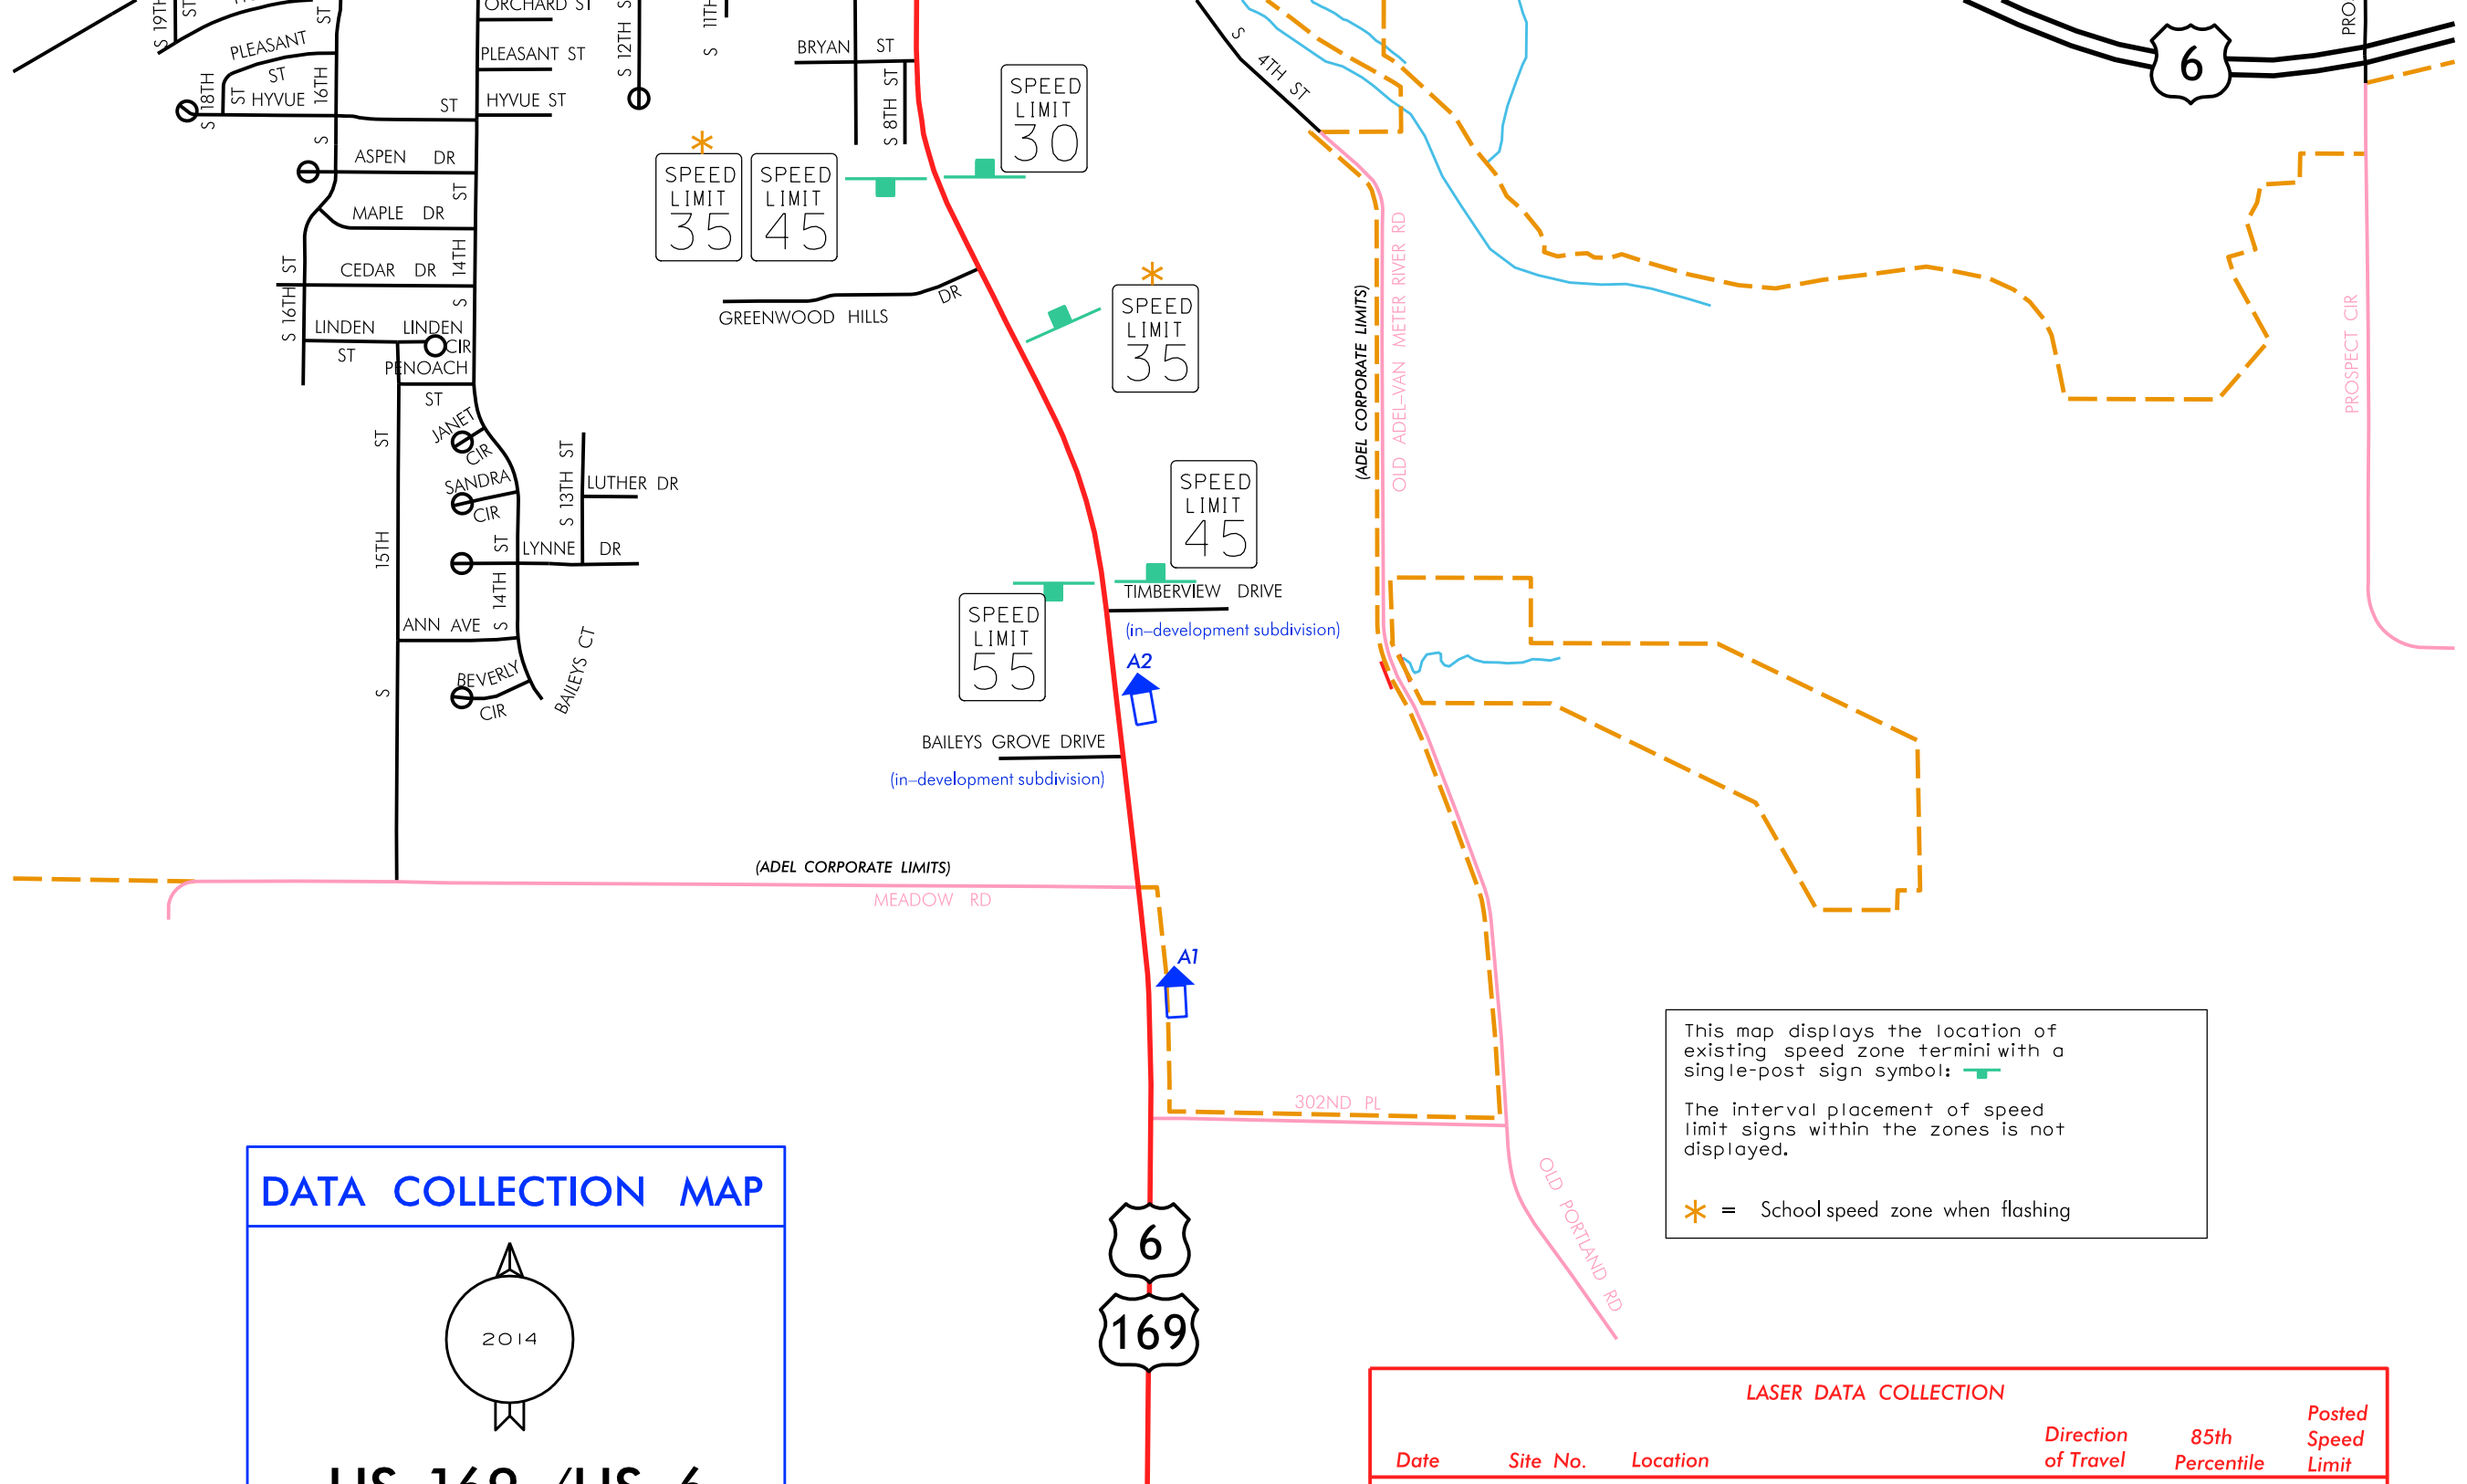 S 19TH
ST
ST
ORCHARD ST
S 12TH S
S 11TH
PRO
PLEASANT
ST
PLEASANT ST
BRYAN ST
S 8TH ST
S 4TH ST
6
S 18TH
ST
HYVUE
16TH
S
ST
HYVUE ST
SPEED
LIMIT
30
ASPEN DR
SPEED
LIMIT
35
SPEED
LIMIT
45
MAPLE DR
ST
14TH
S
CEDAR DR
S 16TH ST
GREENWOOD HILLS DR
SPEED
LIMIT
35
LINDEN
ST
LINDEN
CIR
PENOACH
ST
(ADEL CORPORATE LIMITS)
OLD ADEL-VAN METER RIVER RD
PROSPECT CIR
JANET
CIR
SANDRA
CIR
S 13TH ST
LUTHER DR
SPEED
LIMIT
45
S 15TH ST
S 14TH ST
LYNNE DR
TIMBERVIEW DRIVE
(in-development subdivision)
SPEED
LIMIT
55
ANN AVE
BEVERLY
CIR
BAILEYS CT
A2
BAILEYS GROVE DRIVE
(in-development subdivision)
(ADEL CORPORATE LIMITS)
MEADOW RD
A1
302ND PL
OLD PORTLAND RD
This map displays the location of
existing speed zone termini with a
single-post sign symbol:
The interval placement of speed
limit signs within the zones is not
displayed.
* = School speed zone when flashing
DATA COLLECTION MAP
2014
US 169 /US 6
6
169
LASER DATA COLLECTION
Date Site No. Location Direction of Travel 85th Percentile Posted Speed Limit